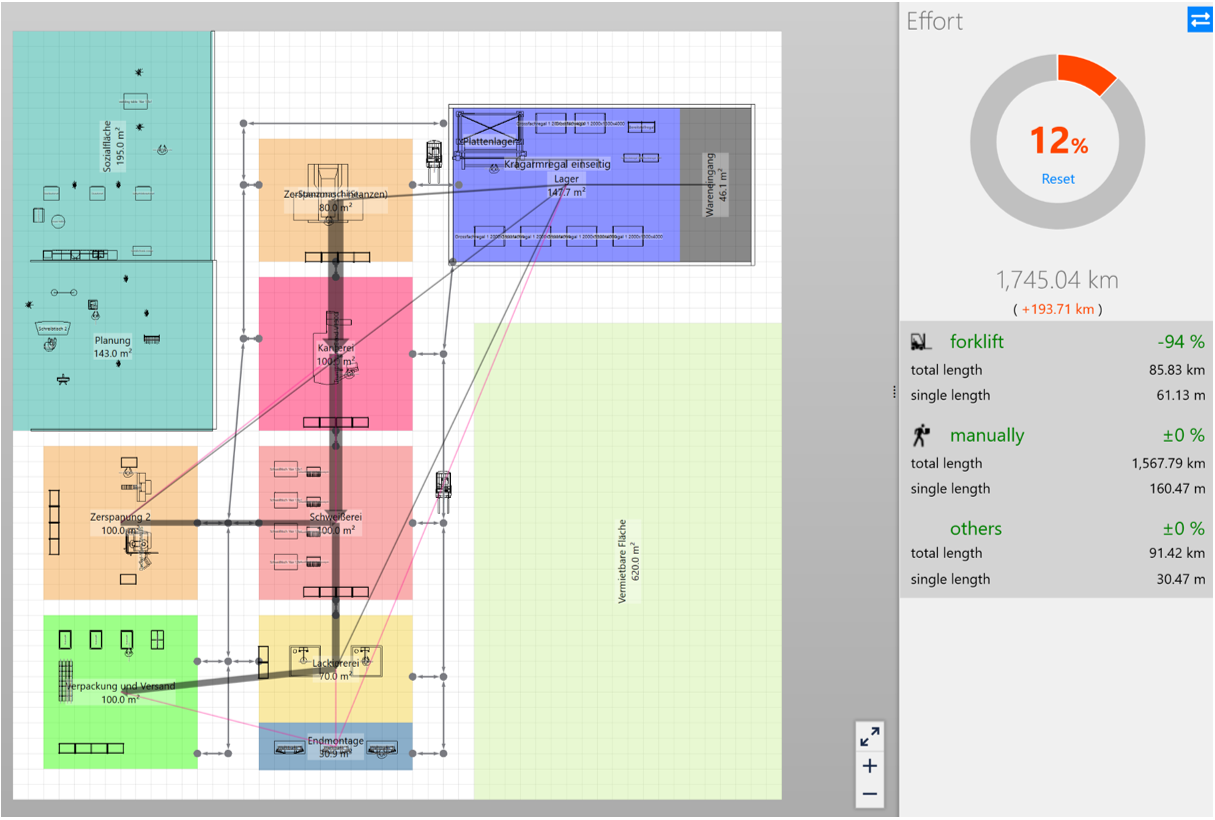 Effort
12%
Reset
1,745.04 km
( +193.71 km )
forklift -94 %
total length 85.83 km
single length 61.13 m
manually ±0 %
total length 1,567.79 km
single length 160.47 m
others ±0 %
total length 91.42 km
single length 30.47 m
Sozialfläche
195.0 m²
Planung
143.0 m²
Schreibtisch 2
80.0 m²
Plattenlager
Kragarmregal einseitig
Lager
147.7 m²
Wareneingang
46.1 m²
Kanterei
Zerspanung 2
100.0 m²
Schweißerei
100.0 m²
Vermietbare Fläche
620.0 m²
Verpackung und Versand
100.0 m²
Lackiererei
70.0 m²
Endmontage
30.9 m²
+
−